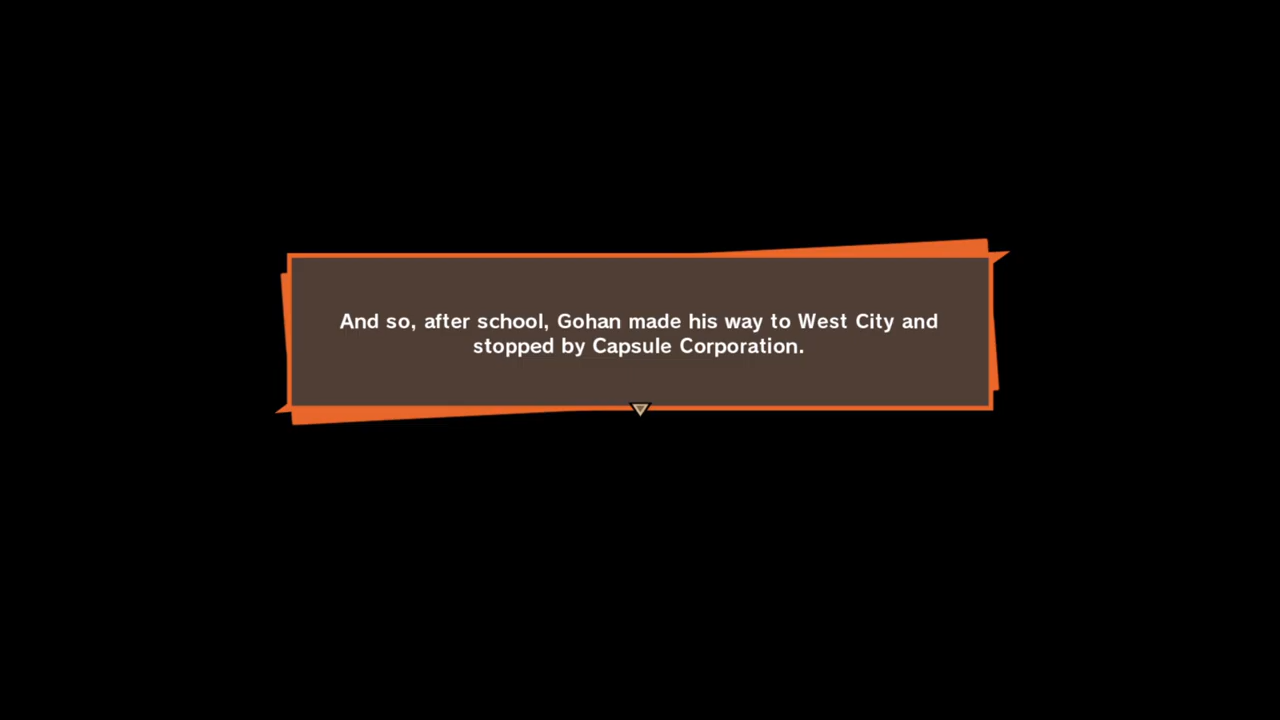 And so, after school, Gohan made his way to West City and
stopped by Capsule Corporation.